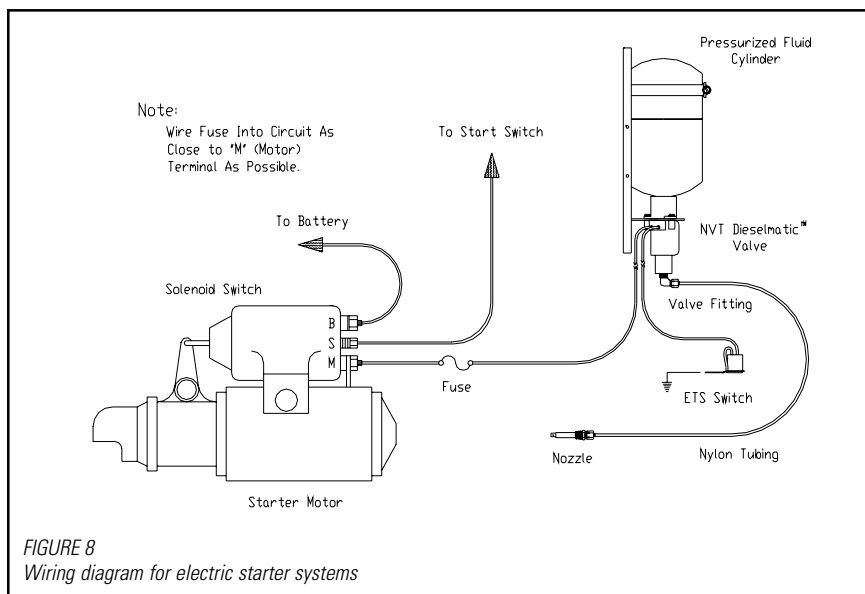 Pressurized Fluid
Cylinder
Note:
Wire Fuse Into Circuit As
Close to "M" (Motor)
Terminal As Possible.
To Start Switch
To Battery
NVT Dieselmatic™
Valve
Solenoid Switch
Valve Fitting
B
S
M
Fuse
ETS Switch
Nozzle
Nylon Tubing
Starter Motor
FIGURE 8
Wiring diagram for electric starter systems